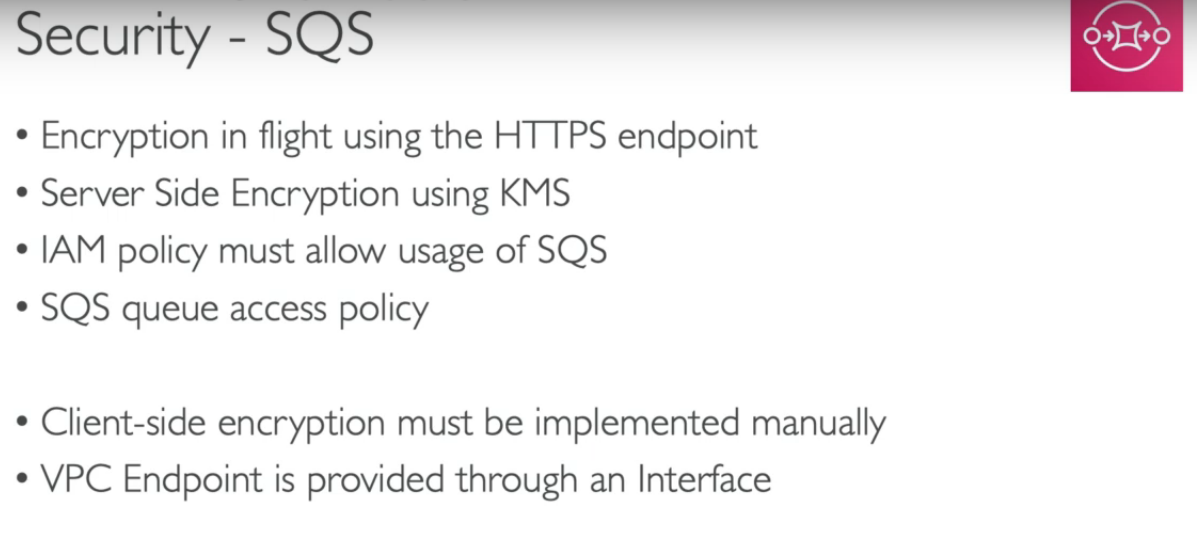 Security - SQS
• Encryption in flight using the HTTPS endpoint
• Server Side Encryption using KMS
• IAM policy must allow usage of SQS
• SQS queue access policy
• Client-side encryption must be implemented manually
• VPC Endpoint is provided through an Interface